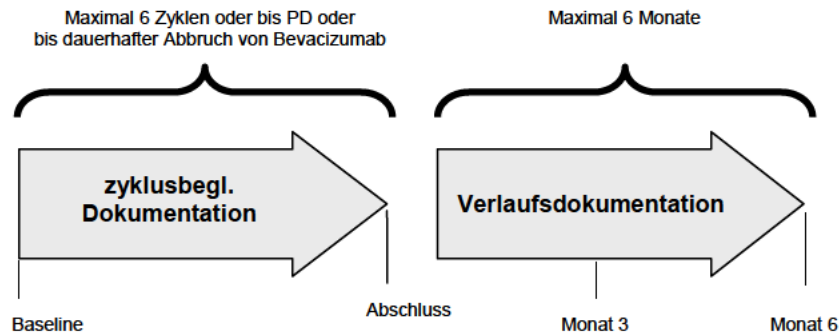 Maximal 6 Zyklen oder bis PD oder
bis dauerhafter Abbruch von Bevacizumab
Maximal 6 Monate
zyklusbegl.
Dokumentation
Verlaufsdokumentation
Baseline
Abschluss
Monat 3
Monat 6